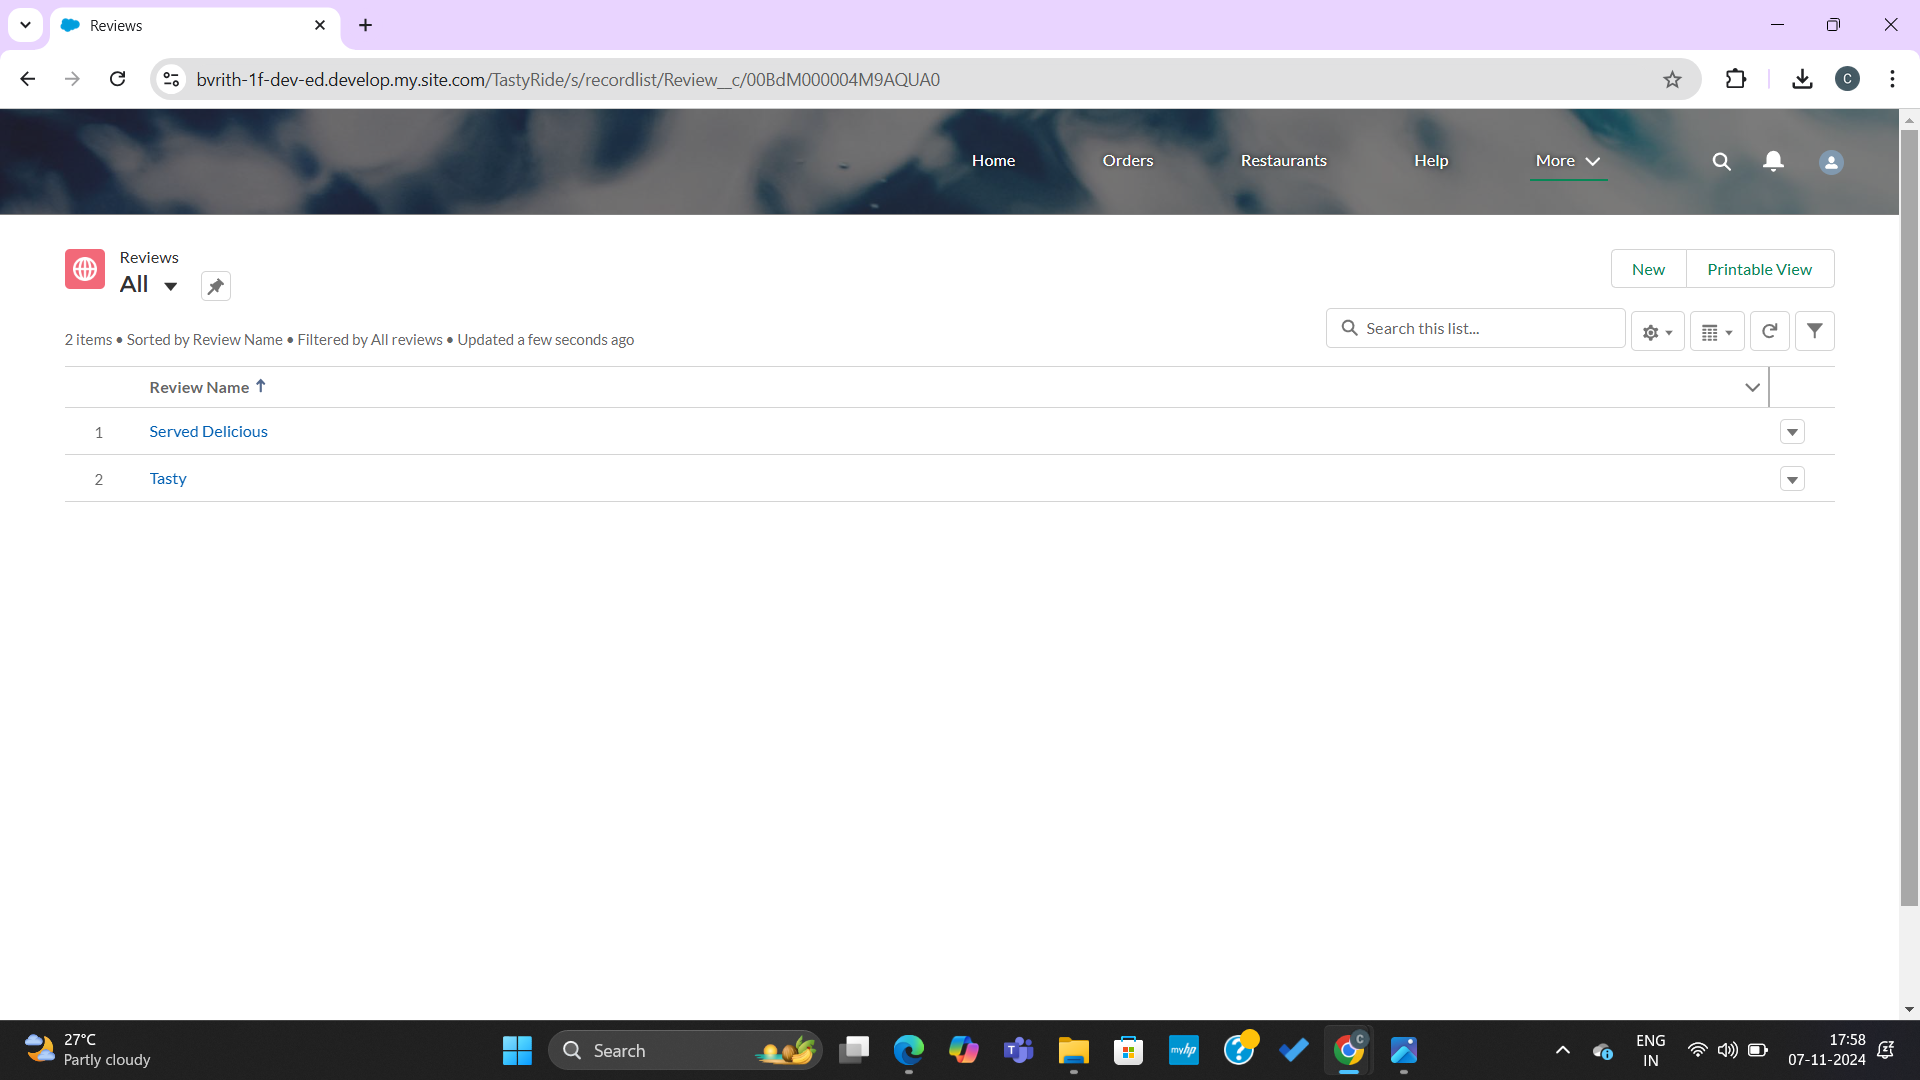 Reviews
bvrith-1f-dev-ed.develop.my.site.com/TastyRide/s/recordlist/Review__c/00BdM000004M9AQUA0
C
Home Orders Restaurants Help More
Reviews
All
New Printable View
2 items • Sorted by Review Name • Filtered by All reviews • Updated a few seconds ago
Search this list...
Review Name
1 Served Delicious
2 Tasty
27°C
Partly cloudy
Search
myhp
C
ENG
IN
17:58
07-11-2024